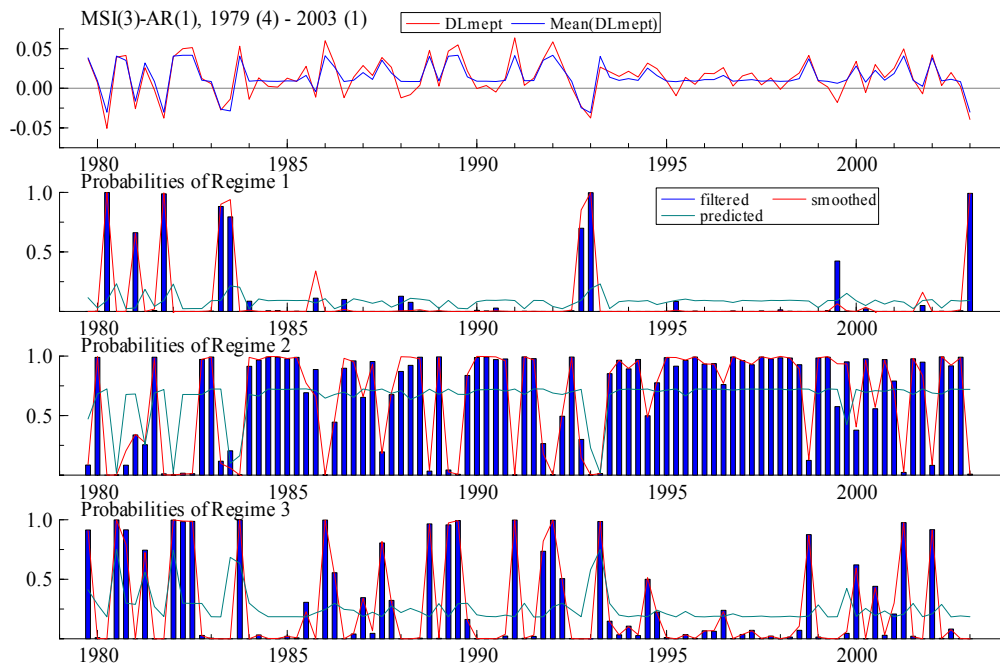 MSI(3)-AR(1), 1979 (4) - 2003 (1)
DLmept Mean(DLmept)
0.05
0.00
-0.05
1980 1985 1990 1995 2000
Probabilities of Regime 1
1.0
filtered smoothed
predicted
0.5
1980 1985 1990 1995 2000
Probabilities of Regime 2
1.0
0.5
1980 1985 1990 1995 2000
Probabilities of Regime 3
1.0
0.5
1980 1985 1990 1995 2000